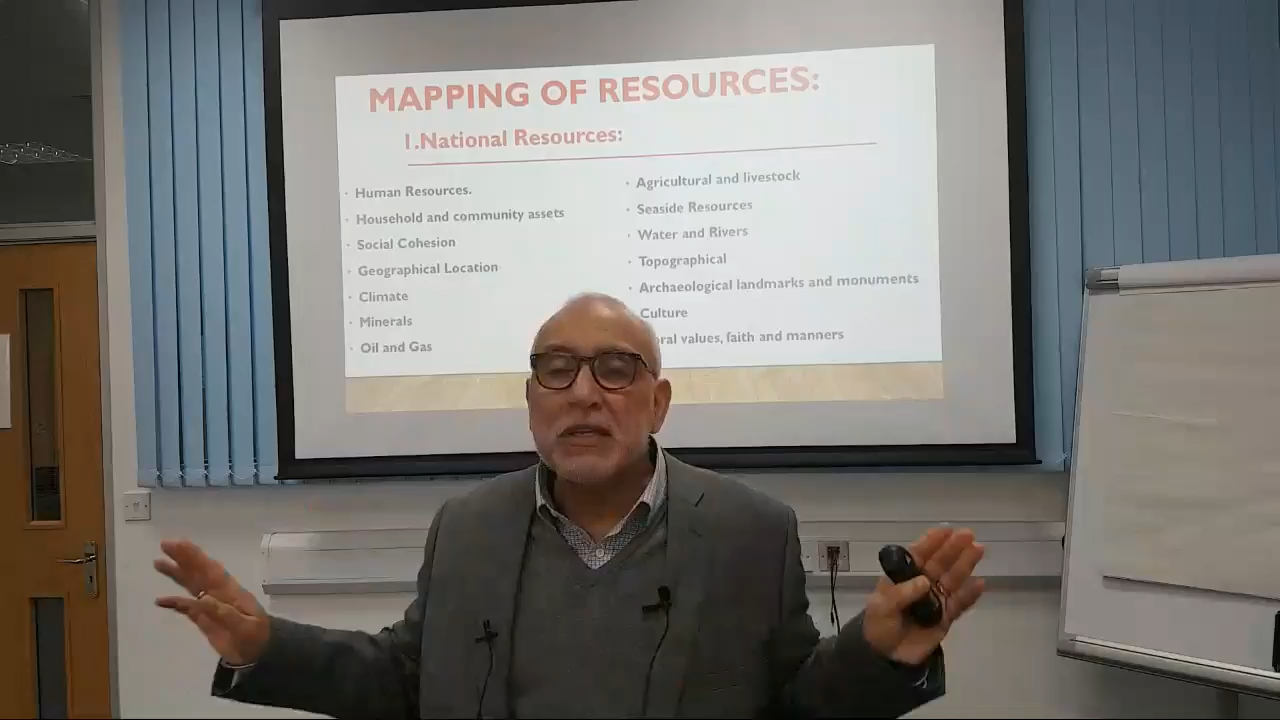 MAPPING OF RESOURCES:
1.National Resources:
· Human Resources.
· Household and community assets
· Social Cohesion
· Geographical Location
· Climate
· Minerals
· Oil and Gas
· Agricultural and livestock
· Seaside Resources
· Water and Rivers
· Topographical
· Archaeological landmarks and monuments
Culture
values, faith and manners